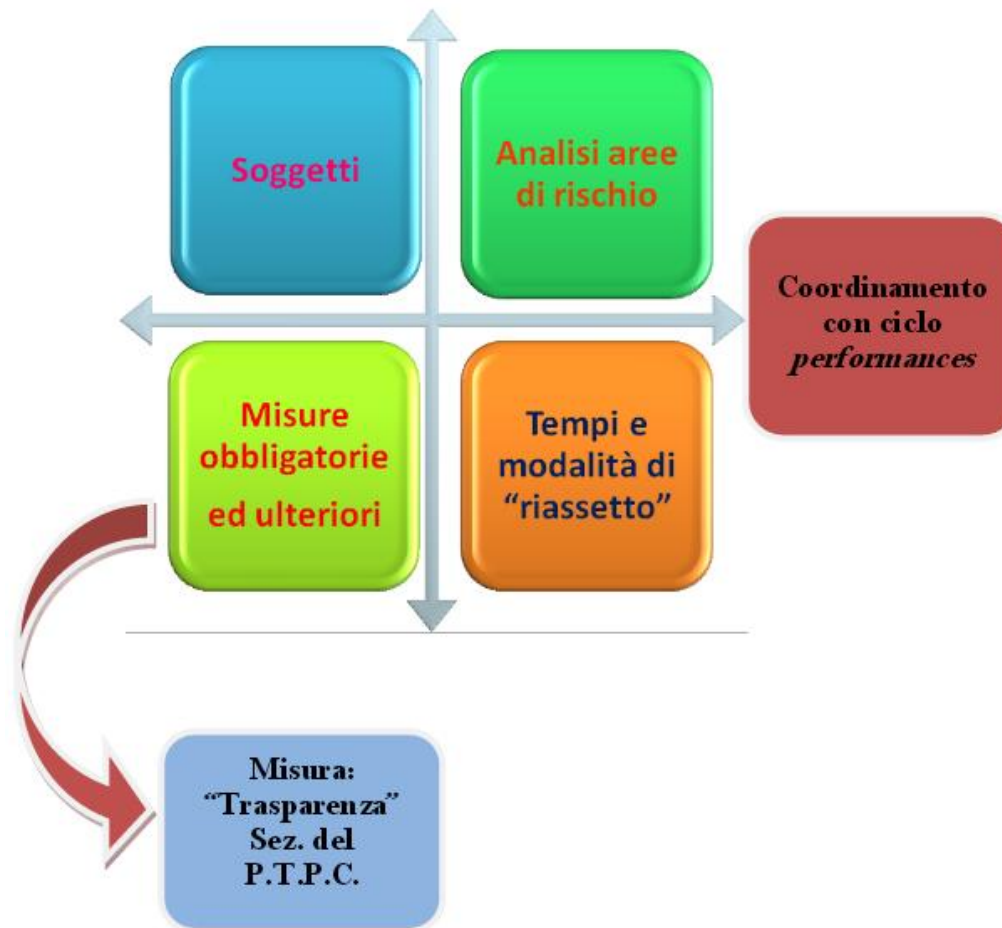 Soggetti
Analisi aree
di rischio
Coordinamento
con ciclo
performances
Misure
obbligatorie
ed ulteriori
Tempi e
modalità di
“riassetto”
Misura:
“Trasparenza”
Sez. del
P.T.P.C.